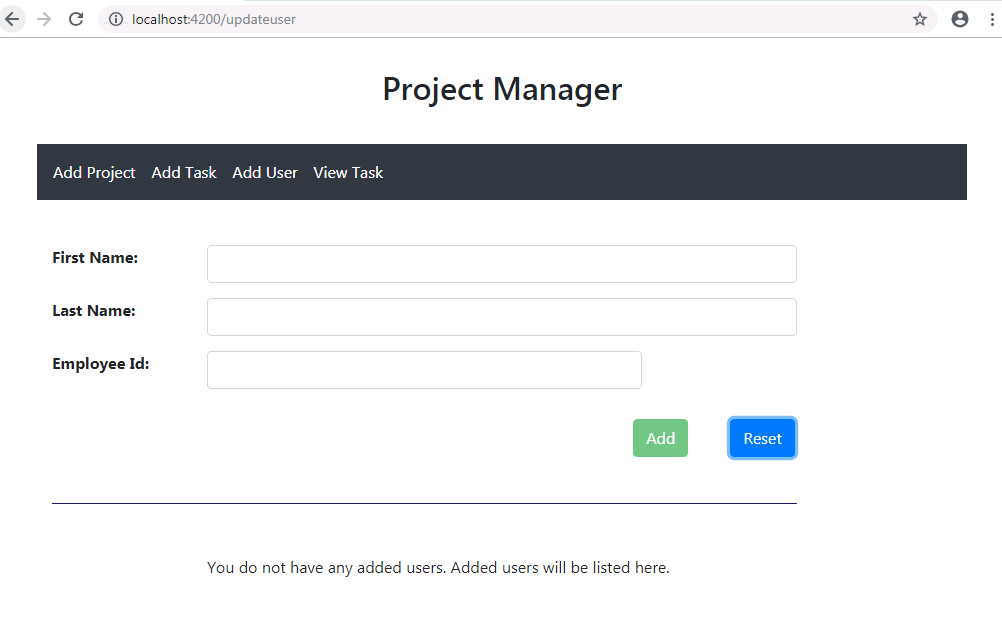 localhost:4200/updateuser
Project Manager
Add Project Add Task Add User View Task
First Name:
Last Name:
Employee Id:
Add Reset
You do not have any added users. Added users will be listed here.